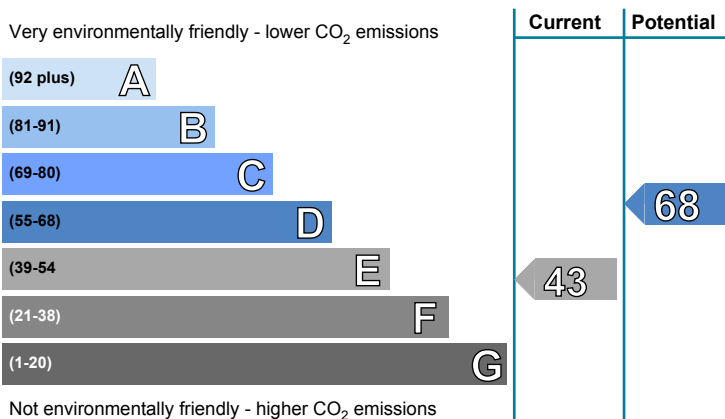 Very environmentally friendly - lower CO2 emissions
Current
Potential
(92 plus) A
(81-91) B
(69-80) C
(55-68) D
68
(39-54 E
43
(21-38) F
(1-20) G
Not environmentally friendly - higher CO2 emissions